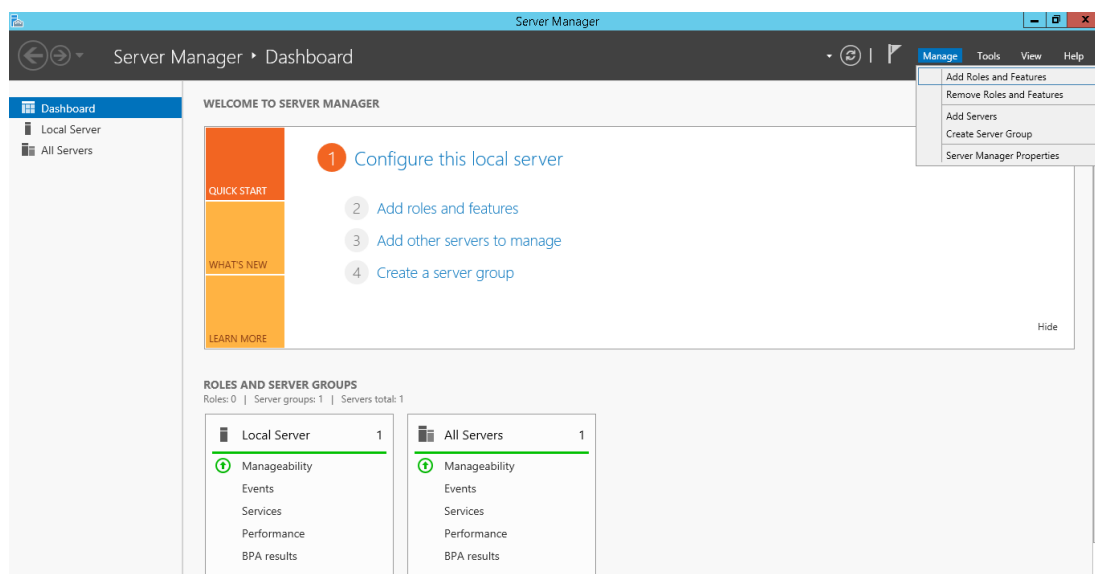 Server Manager
Server Manager ‣ Dashboard
Manage Tools View Help
Add Roles and Features
Remove Roles and Features
Add Servers
Create Server Group
Server Manager Properties
Dashboard
Local Server
All Servers
WELCOME TO SERVER MANAGER
QUICK START
WHAT'S NEW
LEARN MORE
1 Configure this local server
2 Add roles and features
3 Add other servers to manage
4 Create a server group
Hide
ROLES AND SERVER GROUPS
Roles: 0 | Server groups: 1 | Servers total: 1
Local Server 1
Manageability
Events
Services
Performance
BPA results
All Servers 1
Manageability
Events
Services
Performance
BPA results